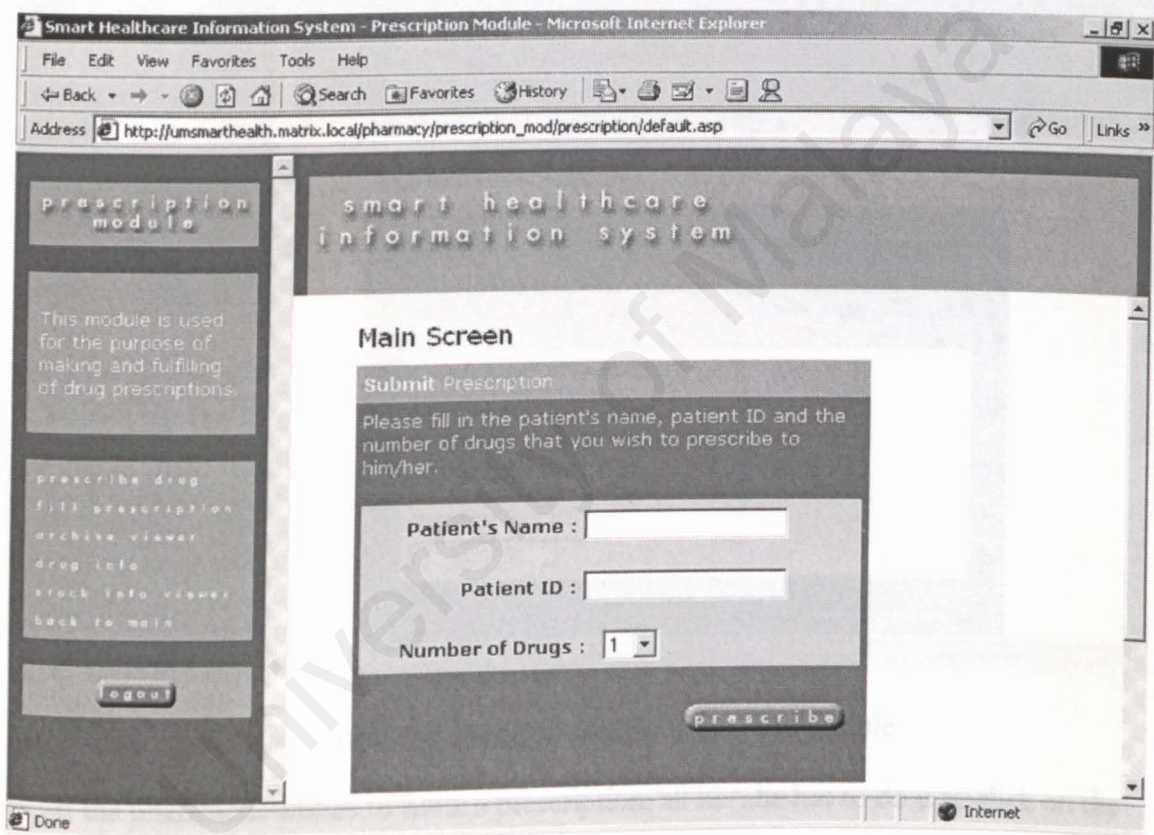 Smart Healthcare Information System - Prescription Module - Microsoft Internet Explorer
File Edit View Favorites Tools Help
Back Search Favorites History
Address http://umsmarthealth.matrix.local/pharmacy/prescription_mod/prescription/default.asp Go Links »
prescription
module
This module is used
for the purpose of
making and fulfilling
of drug prescriptions.
prescribe drug
fill prescription
archive viewer
drug info
stock info viewer
back to main
logout
smart healthcare
information system
Main Screen
Submit Prescription
Please fill in the patient's name, patient ID and the
number of drugs that you wish to prescribe to
him/her.
Patient's Name :
Patient ID :
Number of Drugs : 1
prescribe
Done Internet
University of Malaya